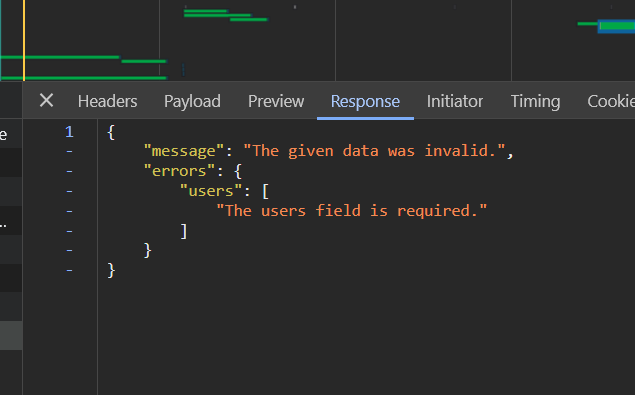 Headers Payload Preview Response Initiator Timing Cookie
e
1 {
- "message": "The given data was invalid.",
- "errors": {
- "users": [
..
- "The users field is required."
- ]
- }
- }